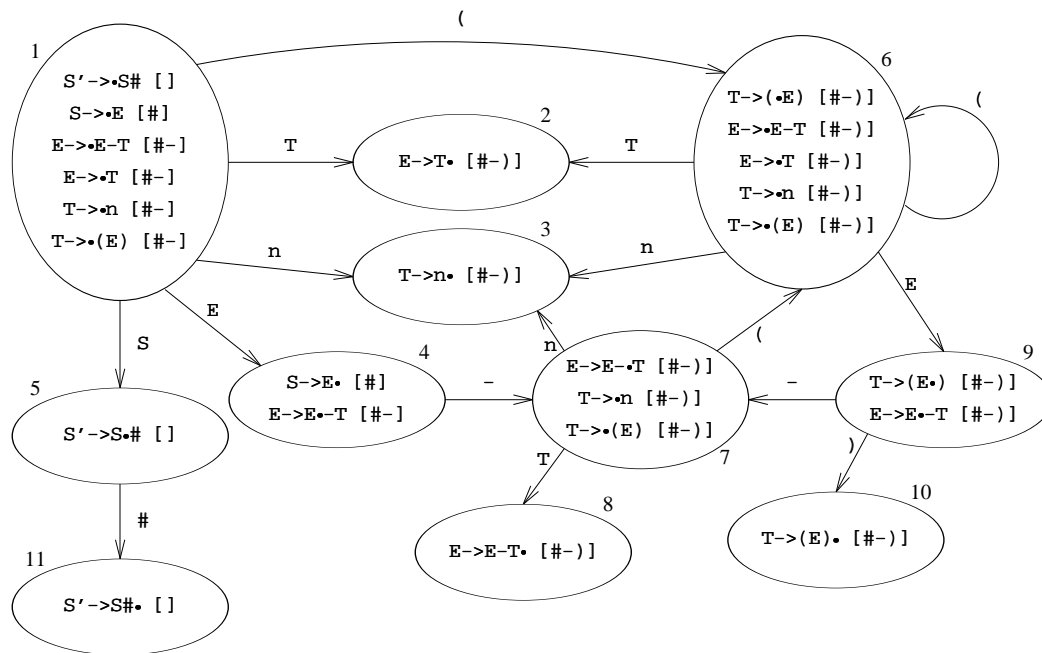 (
1
S'->•S# []
S->•E [#]
E->•E-T [#-]
E->•T [#-]
T->•n [#-]
T->•(E) [#-]
6
T->(•E) [#-)]
E->•E-T [#-)]
E->•T [#-)]
T->•n [#-)]
T->•(E) [#-)]
(
T
2
E->T• [#-)]
T
n
3
T->n• [#-)]
n
E
E
S
n
(
4
S->E• [#]
E->E•-T [#-]
-
E->E-•T [#-)]
T->•n [#-)]
T->•(E) [#-)]
7
-
9
T->(E•) [#-)]
E->E•-T [#-)]
5
S'->S•# []
T
)
#
8
E->E-T• [#-)]
10
T->(E)• [#-)]
11
S'->S#• []